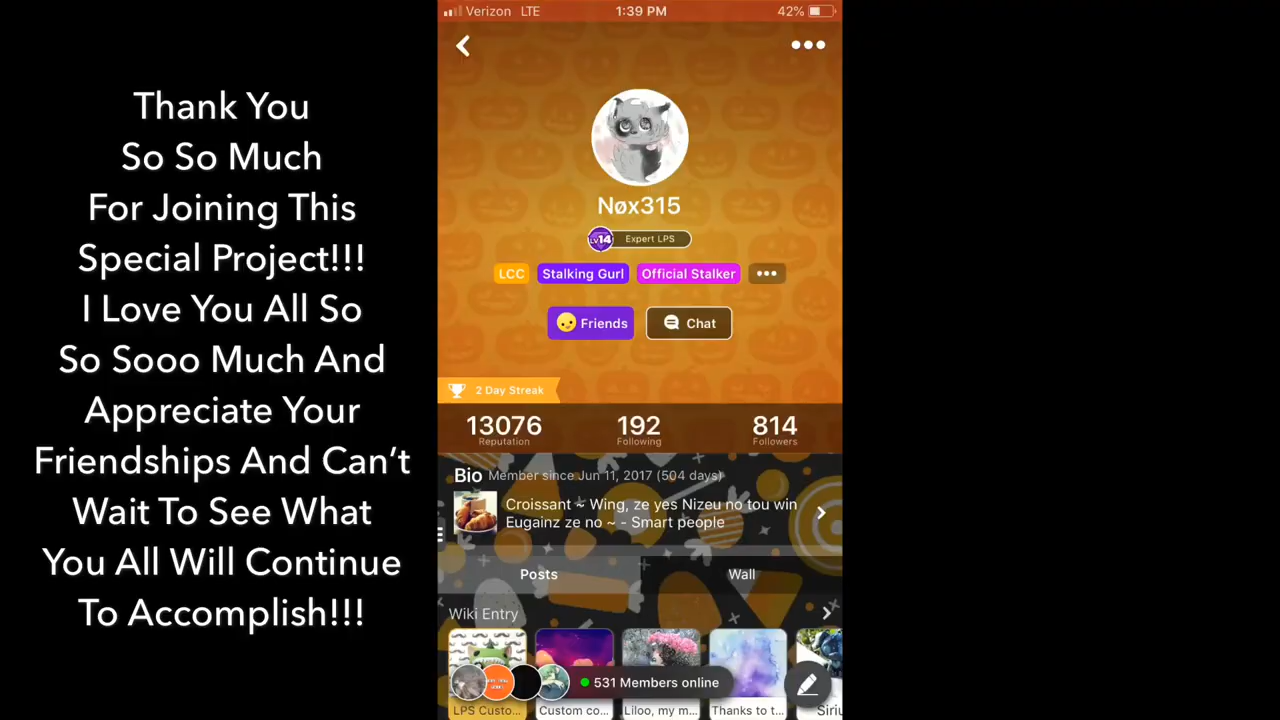 Thank You
So So Much
For Joining This
Special Project!!!
I Love You All So
So Sooo Much And
Appreciate Your
Friendships And Can’t
Wait To See What
You All Will Continue
To Accomplish!!!
Verizon LTE 1:39 PM 42%
Nøx315
Lv14 Expert LPS
LCC Stalking Gurl Official Stalker
Friends Chat
2 Day Streak
13076 192 814
Reputation Following Followers
Bio Member since Jun 11, 2017 (504 days)
Croissant ~ Wing, ze yes Nizeu no tou win
Eugainz ze no ~ - Smart people
Posts Wall
Wiki Entry
531 Members online
LPS Custo... Custom co... Liloo, my m... Thanks to t... Siriu